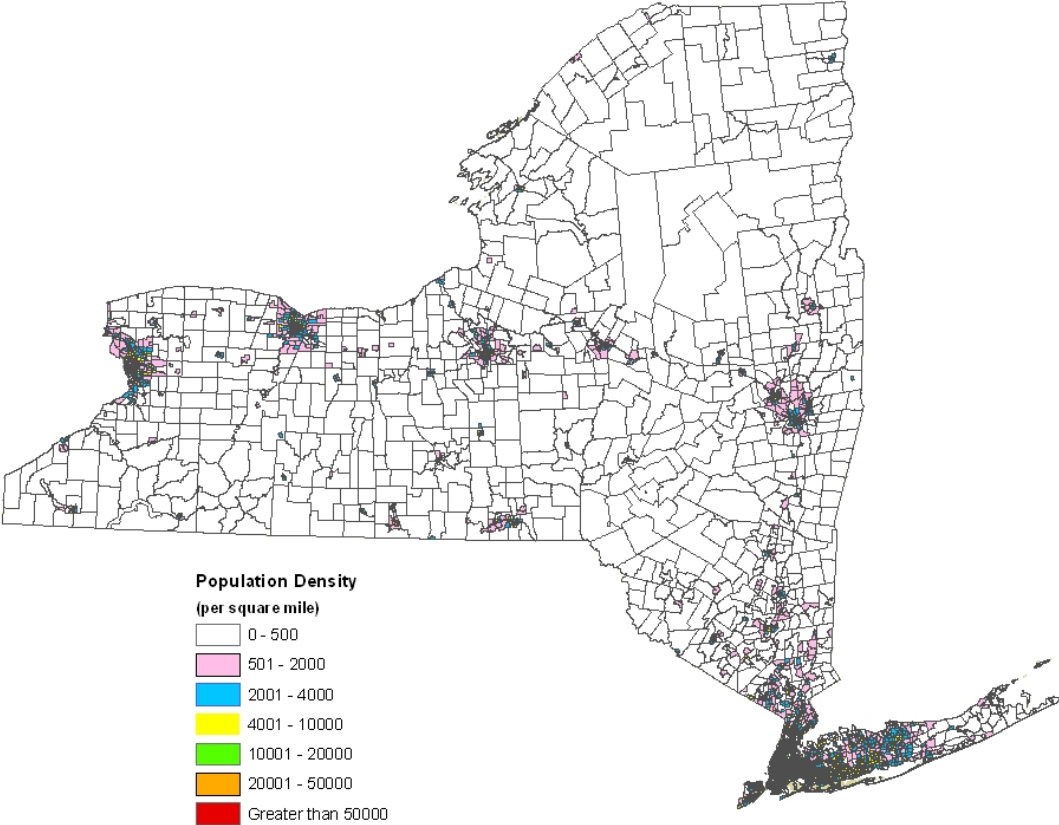 Population Density
(per square mile)
0 - 500
501 - 2000
2001 - 4000
4001 - 10000
10001 - 20000
20001 - 50000
Greater than 50000